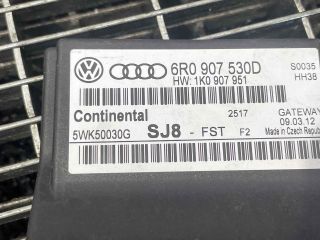 6R0 907 530D
S0035
HW: 1K0 907 951
HH38
Continental
2517
GATEWAY
5WK50030G
SJ8 - FST F2
09.03.12
Made in Czech Republi